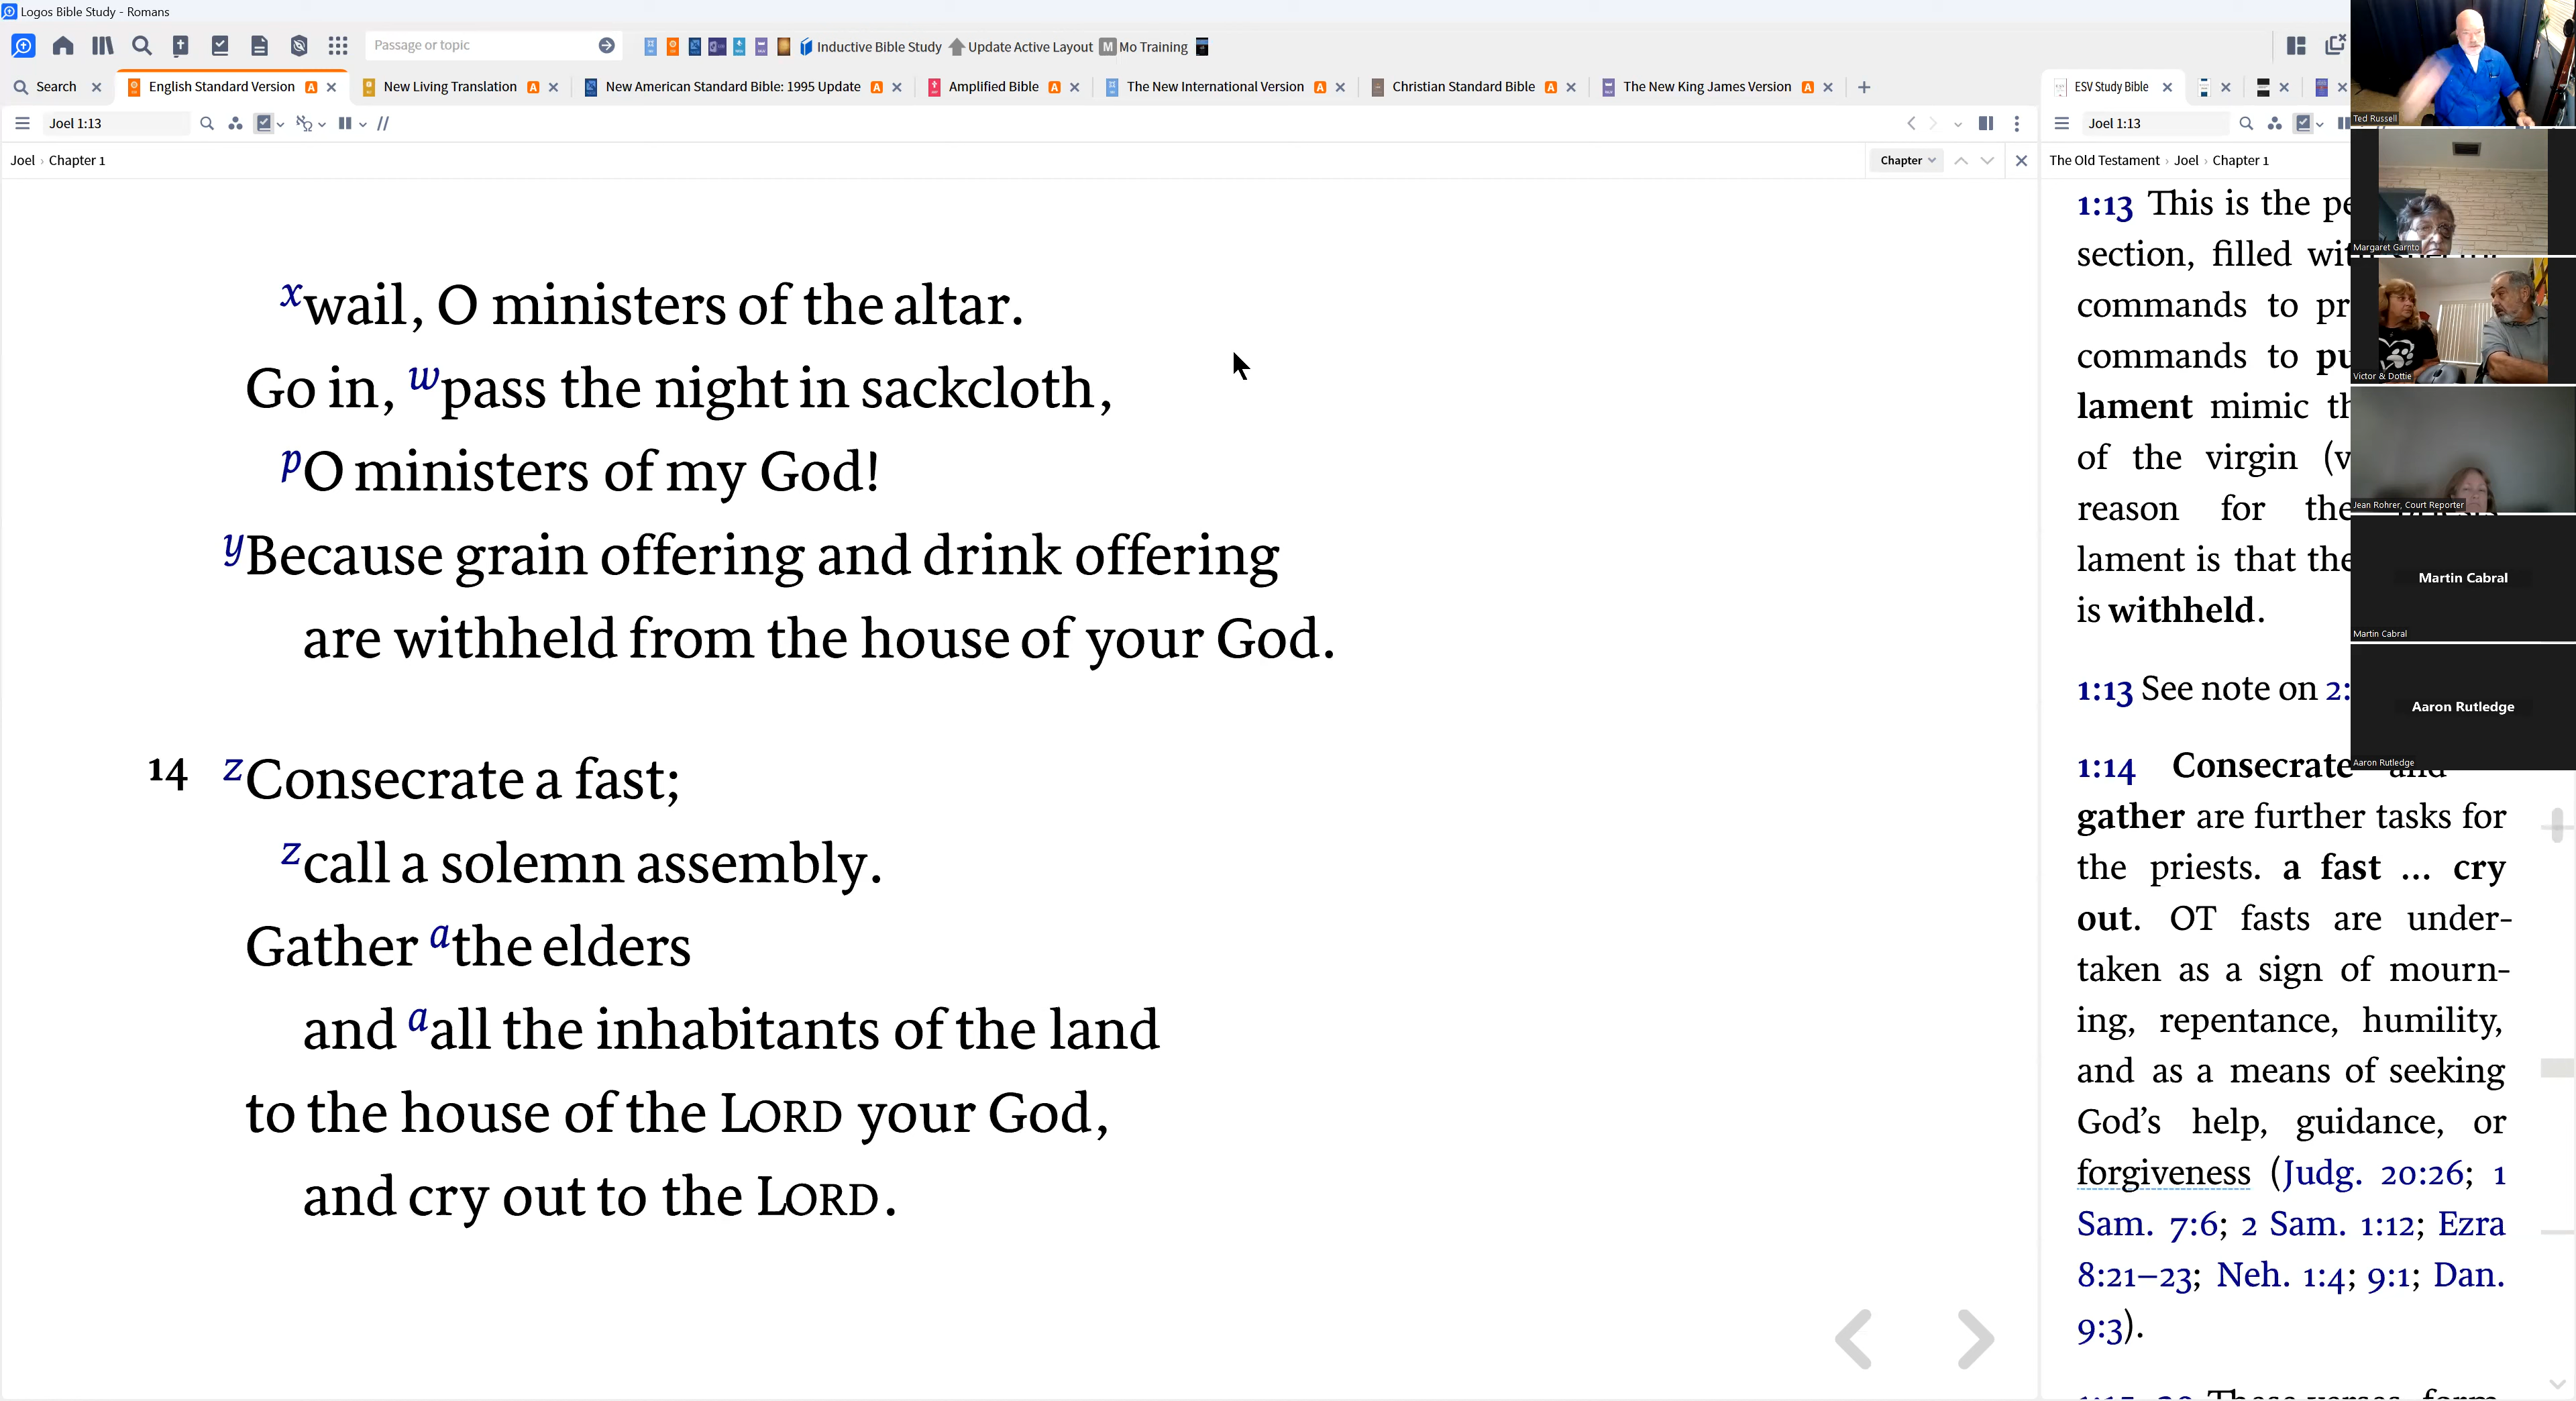 Logos Bible Study - Romans
Passage or topic
Inductive Bible Study Update Active Layout M Mo Training
Search English Standard Version A New Living Translation A New American Standard Bible: 1995 Update A Amplified Bible A The New International Version A Christian Standard Bible A The New King James Version A
ESV Study Bible
Joel 1:13
Joel 1:13
Joel › Chapter 1
Chapter
The Old Testament › Joel › Chapter 1
xwail, O ministers of the altar.
Go in, wpass the night in sackcloth,
pO ministers of my God!
yBecause grain offering and drink offering
are withheld from the house of your God.
14 zConsecrate a fast;
zcall a solemn assembly.
Gather athe elders
and aall the inhabitants of the land
to the house of the LORD your God,
and cry out to the LORD.
1:13 This is the
section, filled
commands to
commands to
lament mimic
of the virgin
reason for the
lament is that the
is withheld.
1:13 See note on 2:
1:14 Consecrate and
gather are further tasks for
the priests. a fast ... cry
out. OT fasts are under-
taken as a sign of mourn-
ing, repentance, humility,
and as a means of seeking
God's help, guidance, or
forgiveness (Judg. 20:26; 1
Sam. 7:6; 2 Sam. 1:12; Ezra
8:21–23; Neh. 1:4; 9:1; Dan.
9:3).
Ted Russell
Margaret Garnto
Victor & Dottie
Jean Rohrer, Court Reporter
Martin Cabral
Martin Cabral
Aaron Rutledge
Aaron Rutledge